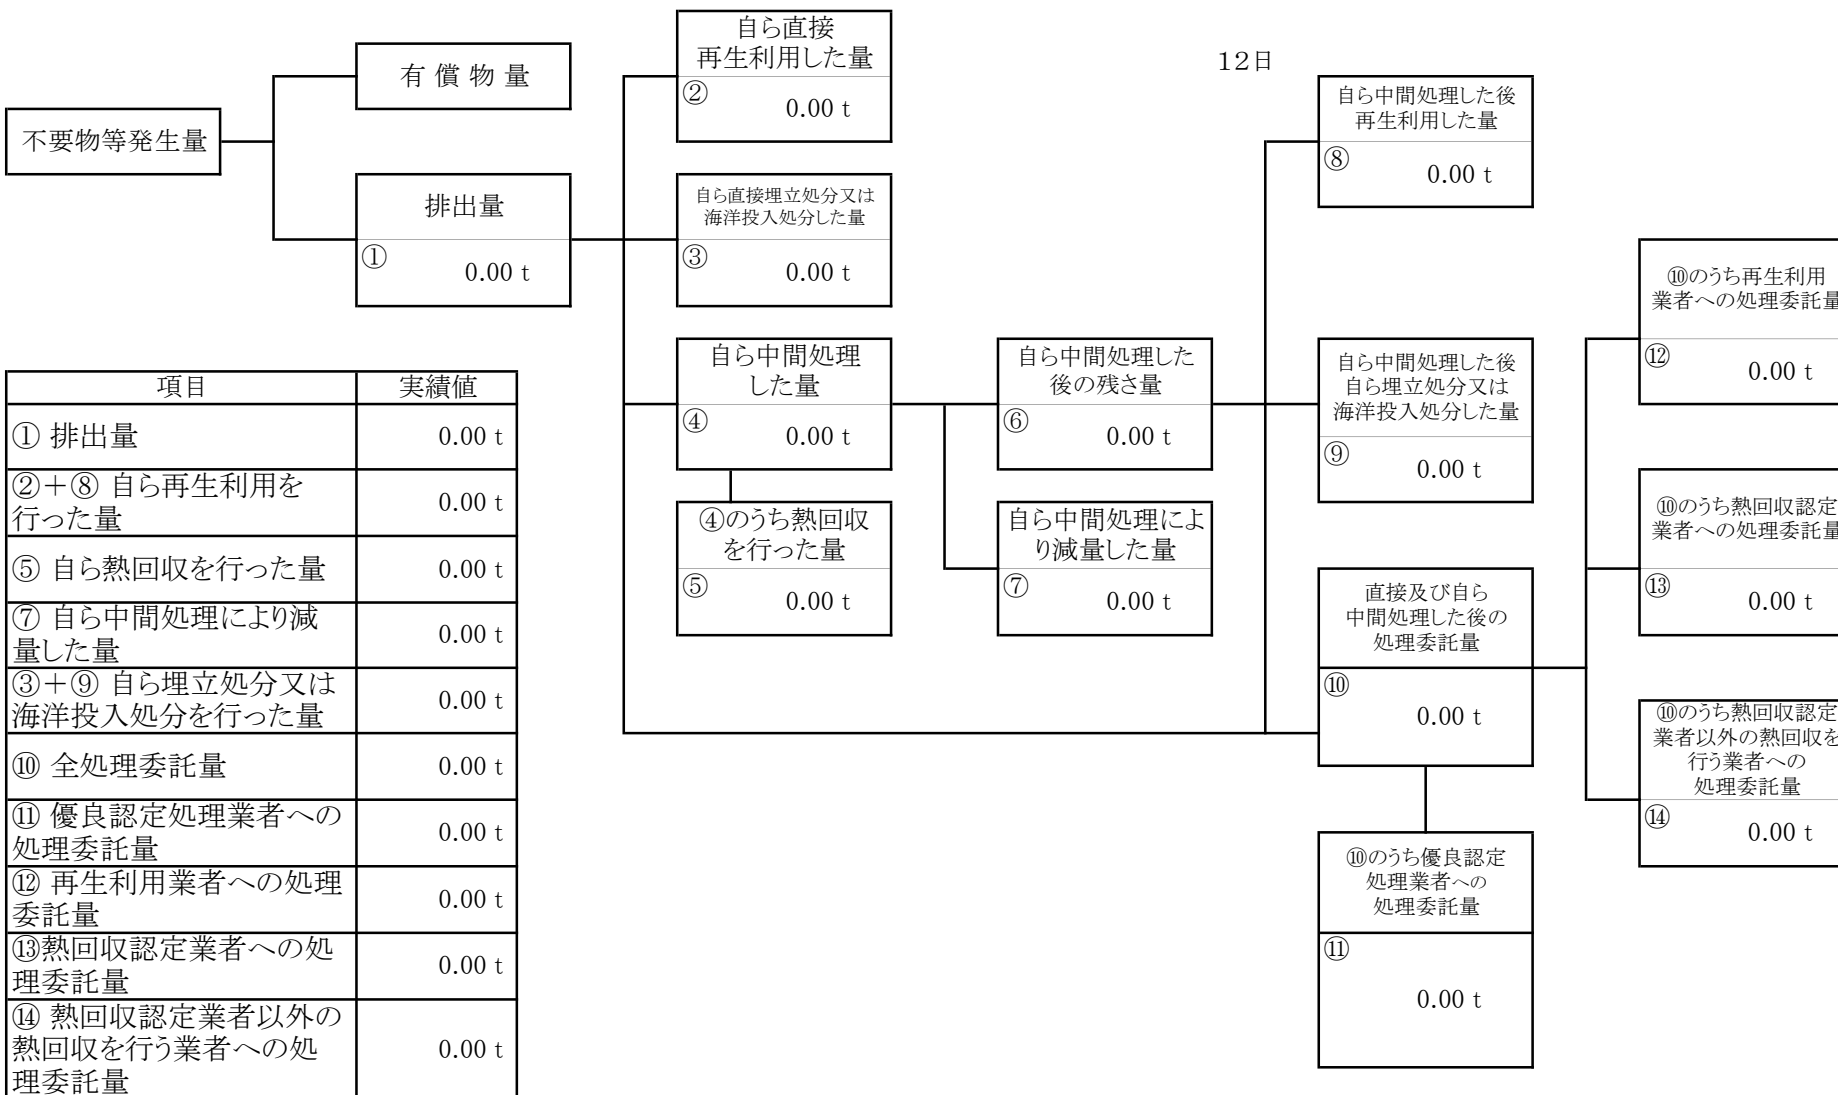 自ら直接
再生利用した量
②
0.00 t
12日
有 償 物 量
不要物等発生量
自ら中間処理した後
再生利用した量
⑧
0.00 t
排出量
①
0.00 t
自ら直接埋立処分又は
海洋投入処分した量
③
0.00 t
⑩のうち再生利用
業者への処理委託量
⑫
0.00 t
自ら中間処理
した量
④
0.00 t
自ら中間処理した
後の残さ量
⑥
0.00 t
自ら中間処理した後
自ら埋立処分又は
海洋投入処分した量
⑨
0.00 t
④のうち熱回収
を行った量
⑤
0.00 t
自ら中間処理によ
り減量した量
⑦
0.00 t
⑩のうち熱回収認定
業者への処理委託量
⑬
0.00 t
直接及び自ら
中間処理した後の
処理委託量
⑩
0.00 t
⑩のうち熱回収認定
業者以外の熱回収を
行う業者への
処理委託量
⑭
0.00 t
⑩のうち優良認定
処理業者への
処理委託量
⑪
0.00 t
項目 実績値
① 排出量 0.00 t
②＋⑧ 自ら再生利用を
行った量 0.00 t
⑤ 自ら熱回収を行った量 0.00 t
⑦ 自ら中間処理により減
量した量 0.00 t
③＋⑨ 自ら埋立処分又は
海洋投入処分を行った量 0.00 t
⑩ 全処理委託量 0.00 t
⑪ 優良認定処理業者への
処理委託量 0.00 t
⑫ 再生利用業者への処理
委託量 0.00 t
⑬熱回収認定業者への処
理委託量 0.00 t
⑭ 熱回収認定業者以外の
熱回収を行う業者への処
理委託量 0.00 t